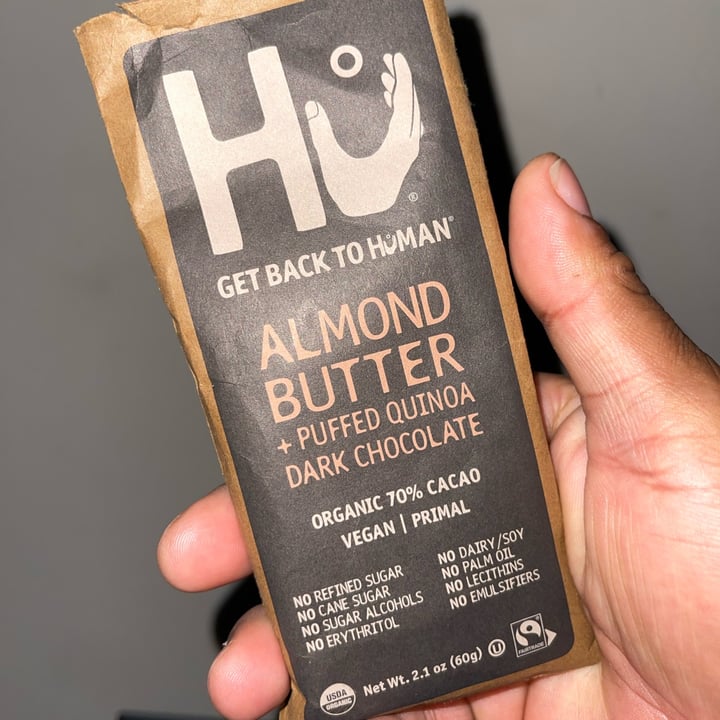 Hů®
GET BACK TO HůMAN®
ALMOND
BUTTER
+ PUFFED QUINOA
DARK CHOCOLATE
ORGANIC 70% CACAO
VEGAN | PRIMAL
NO REFINED SUGAR
NO CANE SUGAR
NO SUGAR ALCOHOLS
NO ERYTHRITOL
NO DAIRY/SOY
NO PALM OIL
NO LECITHINS
NO EMULSIFIERS
USDA
ORGANIC
Net Wt. 2.1 oz (60g)
U
FAIRTRADE